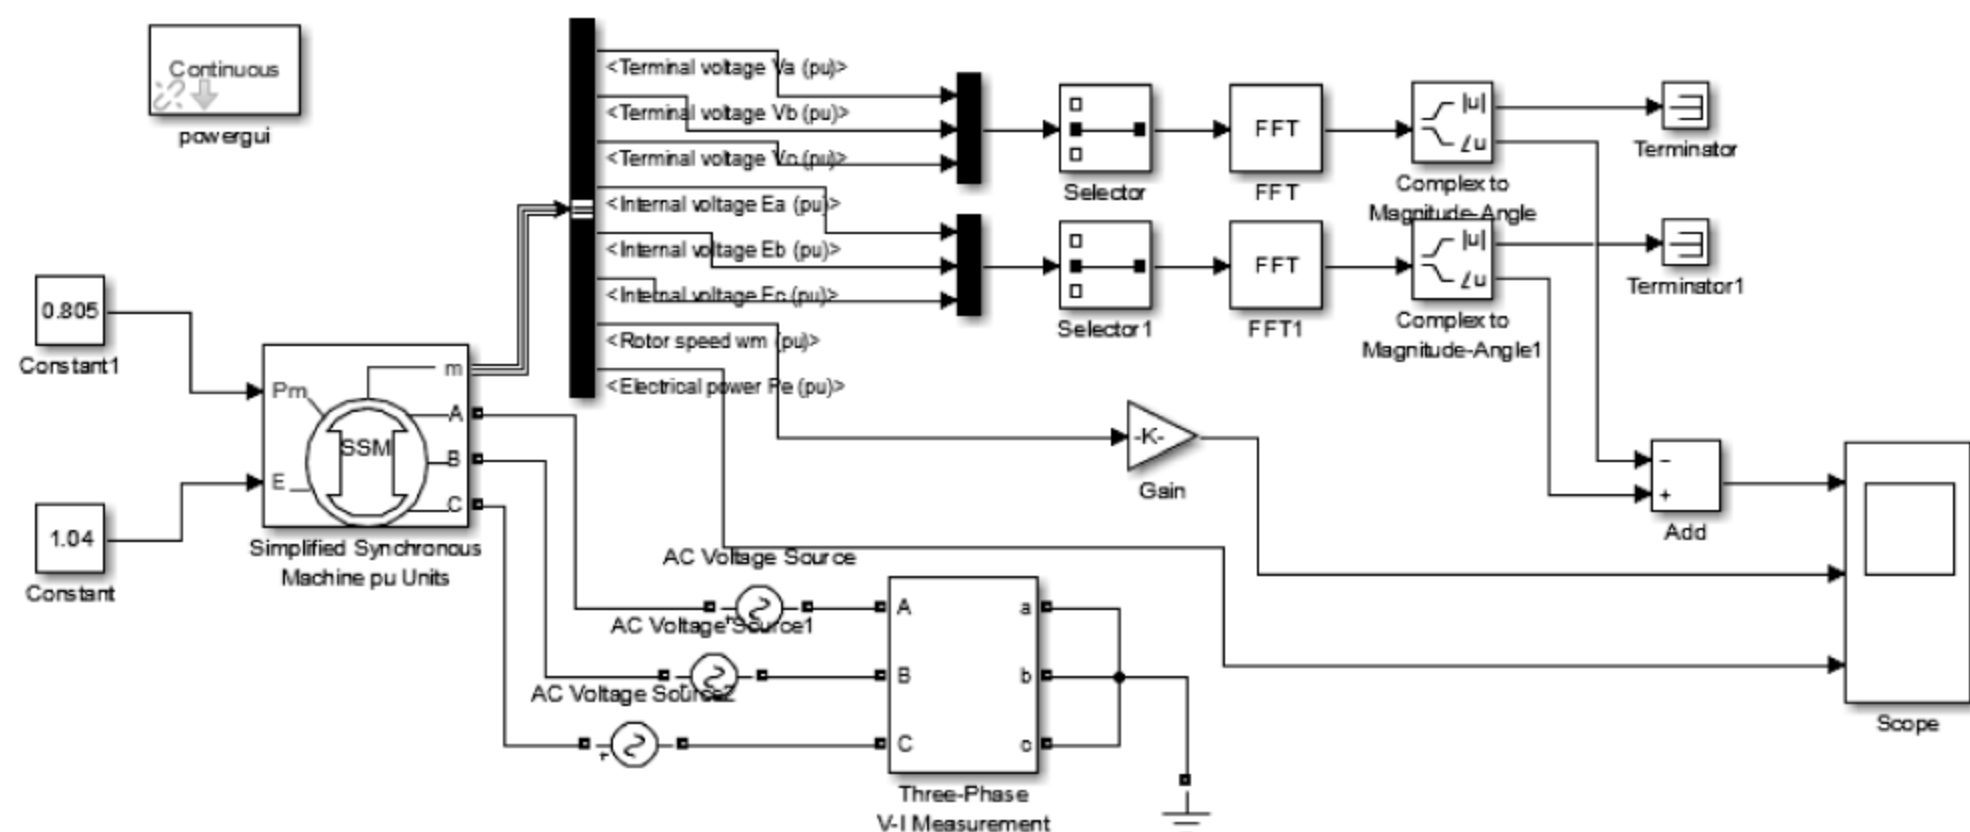 Continuous
powergui
<Terminal voltage Va (pu)>
<Terminal voltage Vb (pu)>
<Terminal voltage Vc (pu)>
<Internal voltage Ea (pu)>
<Internal voltage Eb (pu)>
<Internal voltage Ec (pu)>
<Rotor speed wm (pu)>
<Electrical power Pe (pu)>
Selector
FFT
FFT
|u|
∠u
Complex to
Magnitude-Angle
Terminator
Selector1
FFT
FFT1
|u|
∠u
Complex to
Magnitude-Angle1
Terminator1
0.805
Constant1
1.04
Constant
Pm
E
SSM
m
A
B
C
Simplified Synchronous
Machine pu Units
-K-
Gain
−
+
Add
Scope
AC Voltage Source
AC Voltage Source1
AC Voltage Source2
A
B
C
a
b
c
Three-Phase
V-I Measurement